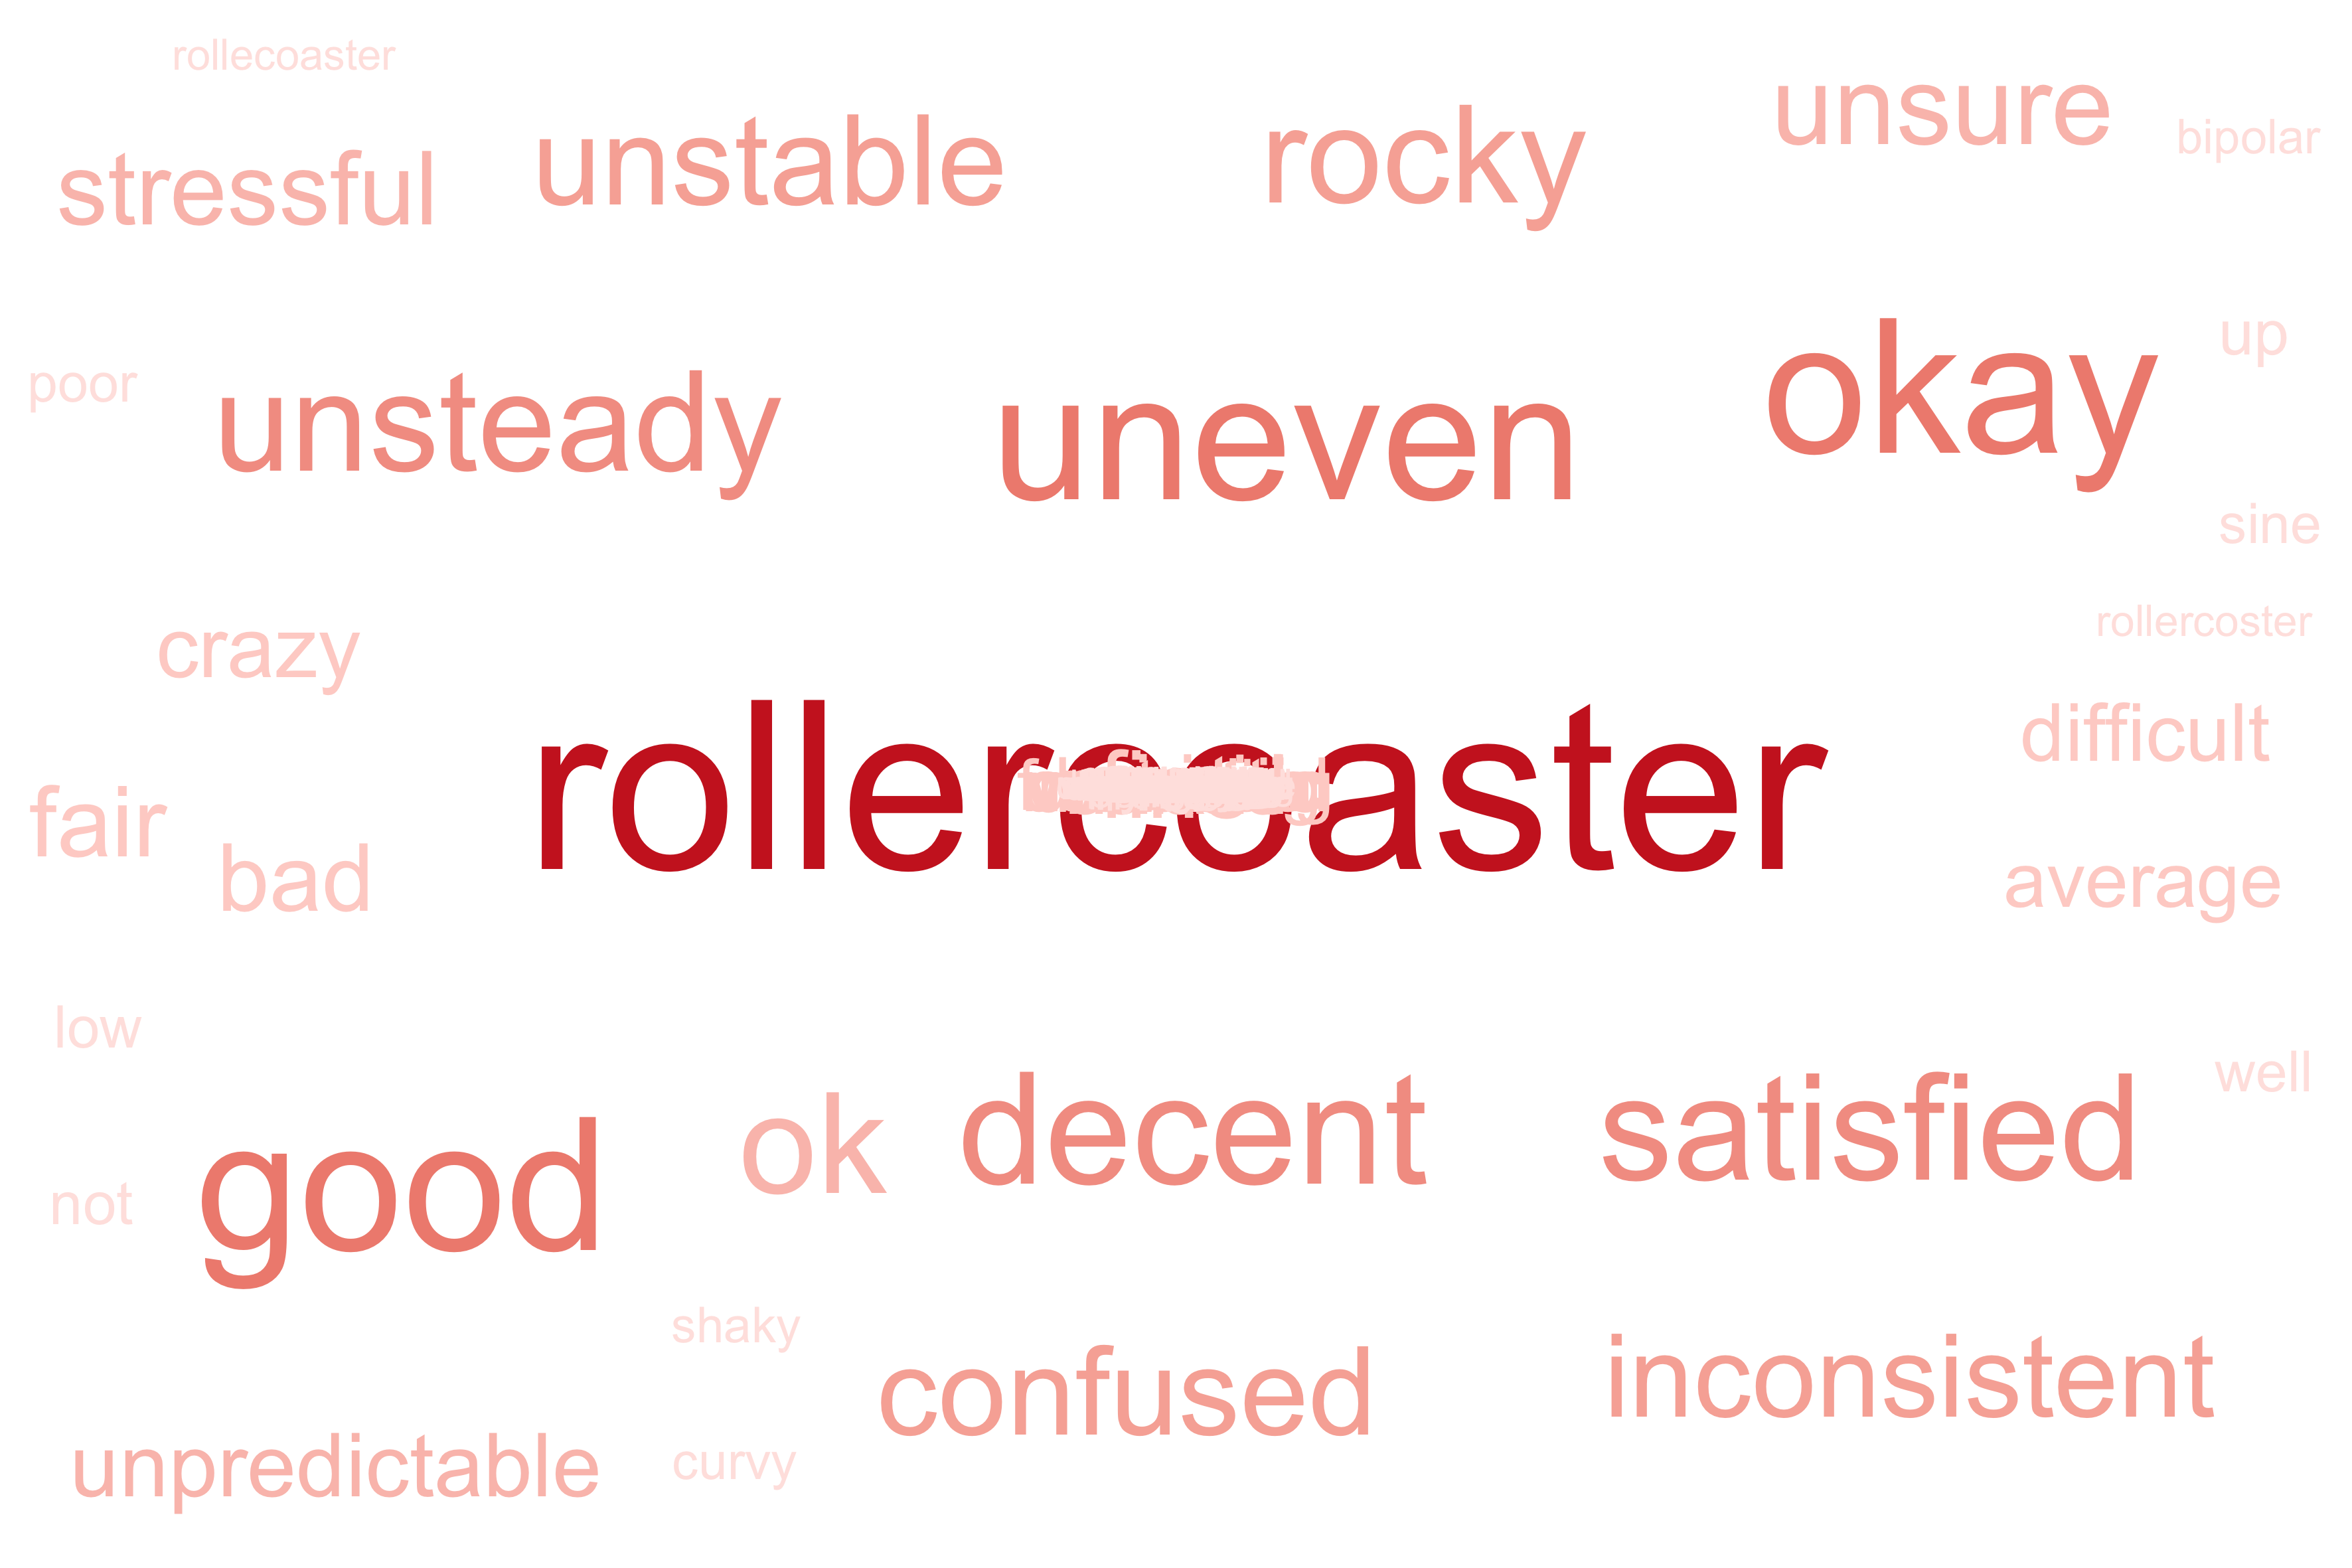 rollecoaster
stressful unstable rocky unsure bipolar
poor unsteady uneven okay up
sine
crazy rollercoster
rollercoaster difficult
fair bad average
low
good ok decent satisfied well
not
shaky
confused inconsistent
unpredictable curvy